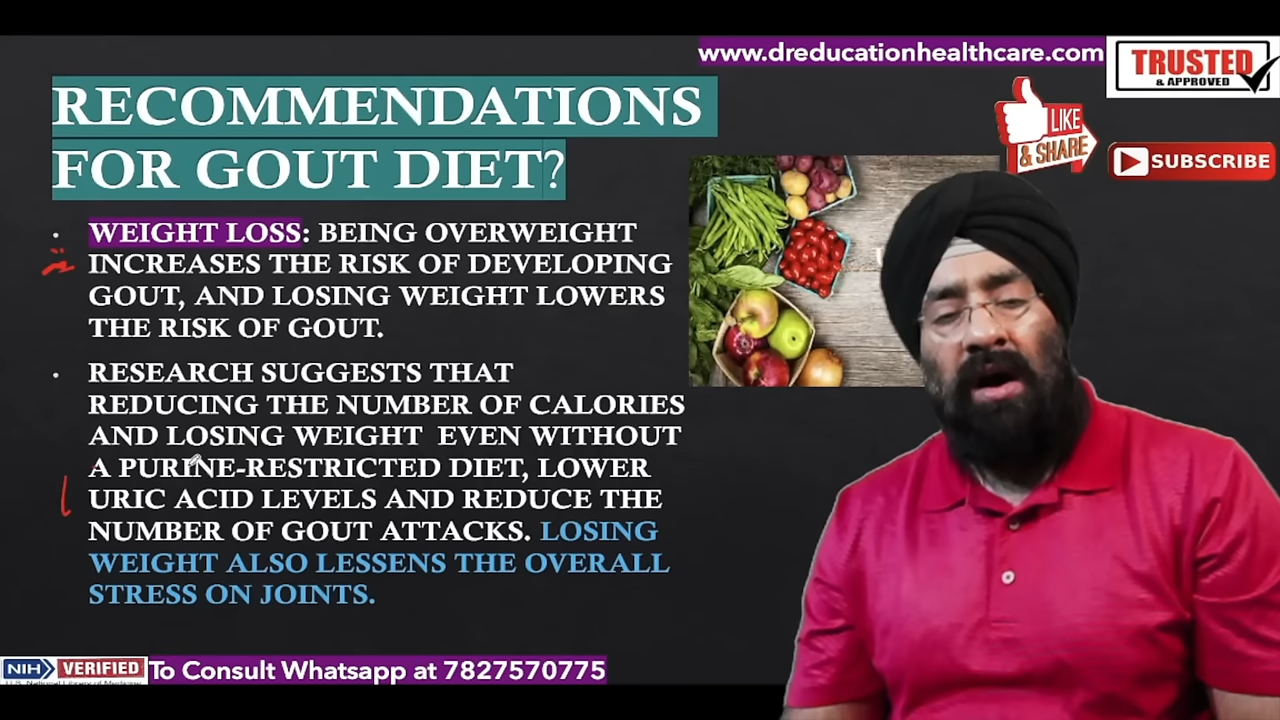 www.dreducationhealthcare.com
TRUSTED
& APPROVED
LIKE
& SHARE
SUBSCRIBE
RECOMMENDATIONS
FOR GOUT DIET?
• WEIGHT LOSS: BEING OVERWEIGHT
INCREASES THE RISK OF DEVELOPING
GOUT, AND LOSING WEIGHT LOWERS
THE RISK OF GOUT.
• RESEARCH SUGGESTS THAT
REDUCING THE NUMBER OF CALORIES
AND LOSING WEIGHT EVEN WITHOUT
A PURINE-RESTRICTED DIET, LOWER
URIC ACID LEVELS AND REDUCE THE
NUMBER OF GOUT ATTACKS. LOSING
WEIGHT ALSO LESSENS THE OVERALL
STRESS ON JOINTS.
NIH VERIFIED
To Consult Whatsapp at 7827570775